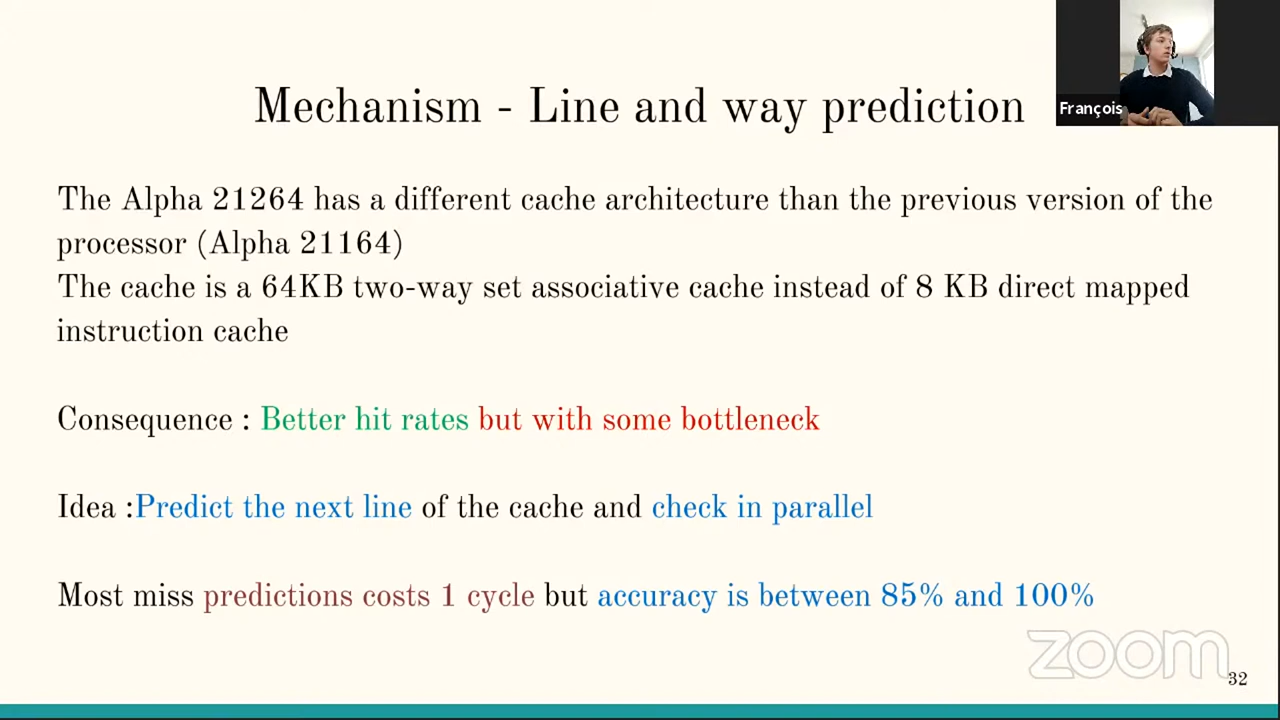 Mechanism - Line and way prediction
François
The Alpha 21264 has a different cache architecture than the previous version of the
processor (Alpha 21164)
The cache is a 64KB two-way set associative cache instead of 8 KB direct mapped
instruction cache
Consequence : Better hit rates but with some bottleneck
Idea :Predict the next line of the cache and check in parallel
Most miss predictions costs 1 cycle but accuracy is between 85% and 100%
zoom
32